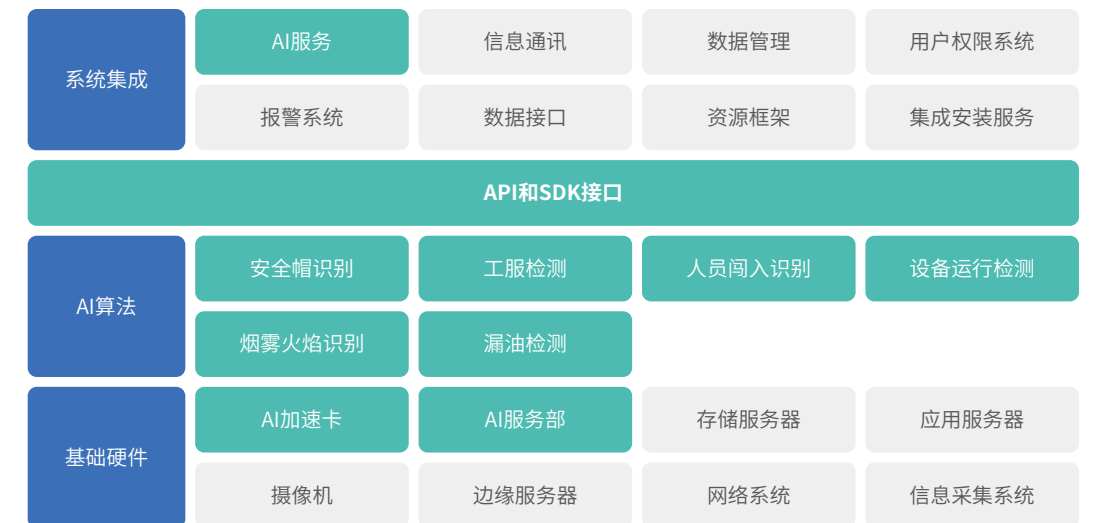 系统集成
AI服务
信息通讯
数据管理
用户权限系统
报警系统
数据接口
资源框架
集成安装服务
API和SDK接口
AI算法
安全帽识别
工服检测
人员闯入识别
设备运行检测
烟雾火焰识别
漏油检测
基础硬件
AI加速卡
AI服务部
存储服务器
应用服务器
摄像机
边缘服务器
网络系统
信息采集系统